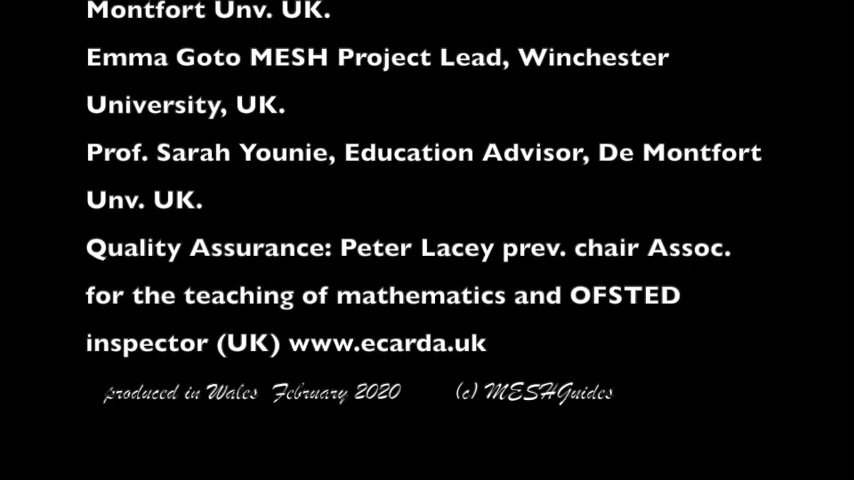 Montfort Unv. UK.
Emma Goto MESH Project Lead, Winchester
University, UK.
Prof. Sarah Younie, Education Advisor, De Montfort
Unv. UK.
Quality Assurance: Peter Lacey prev. chair Assoc.
for the teaching of mathematics and OFSTED
inspector (UK) www.ecarda.uk
produced in Wales February 2020 (c) MESHGuides